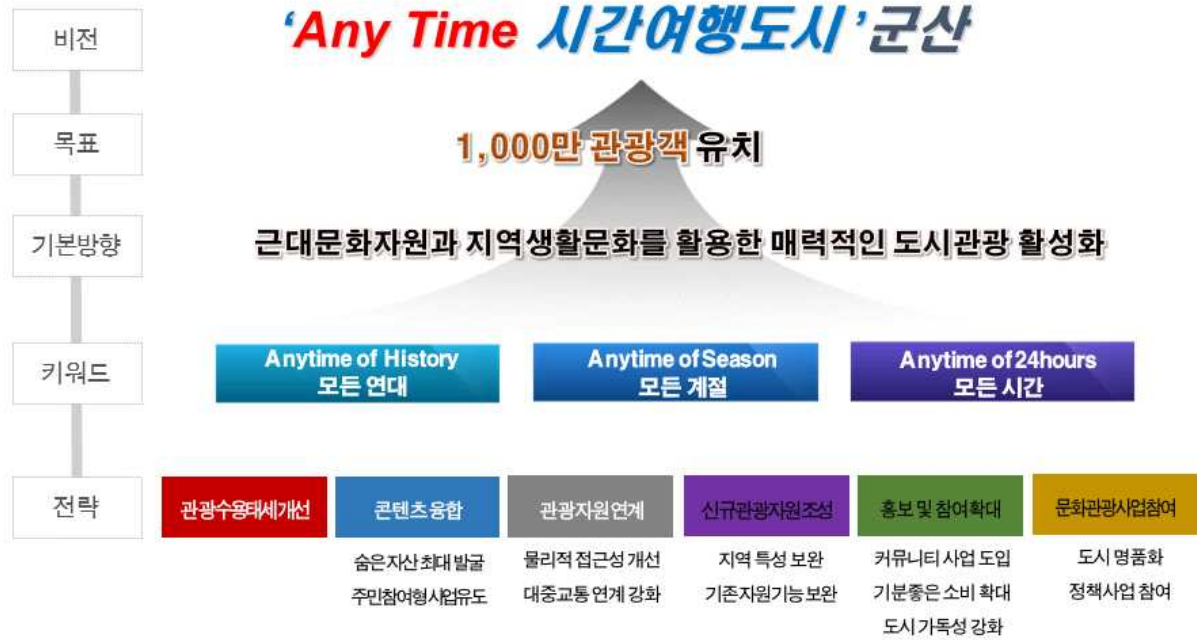 비전
‘Any Time 시간여행도시’ 군산
목표
1,000만 관광객 유치
기본방향
근대문화자원과 지역생활문화를 활용한 매력적인 도시관광 활성화
키워드
Anytime of History
모든 연대
Anytime of Season
모든 계절
Anytime of 24hours
모든 시간
전략
관광수용태세개선
콘텐츠 융합
숨은자산 최대 발굴
주민참여형사업유도
관광자원연계
물리적 접근성 개선
대중교통 연계 강화
신규관광자원조성
지역 특성 보완
기존자원기능 보완
홍보 및 참여확대
커뮤니티 사업 도입
기분좋은 소비 확대
도시 가독성 강화
문화관광사업참여
도시 명품화
정책사업 참여